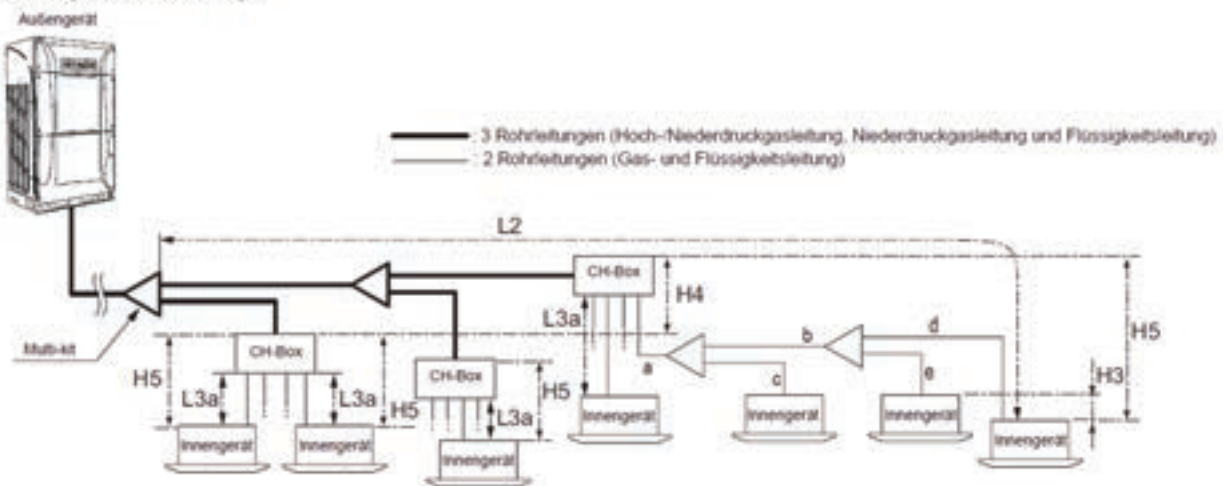 Außengerät
: 3 Rohrleitungen (Hoch-/Niederdruckgasleitung, Niederdruckgasleitung und Flüssigkeitsleitung)
: 2 Rohrleitungen (Gas- und Flüssigkeitsleitung)
L2
CH-Box
H4
H5
L3a
Multi-kit
CH-Box
b
d
H5
L3a
L3a
H5
CH-Box
H5
L3a
a
c
e
H3
Innengerät
Innengerät
Innengerät
Innengerät
Innengerät
Innengerät
Innengerät